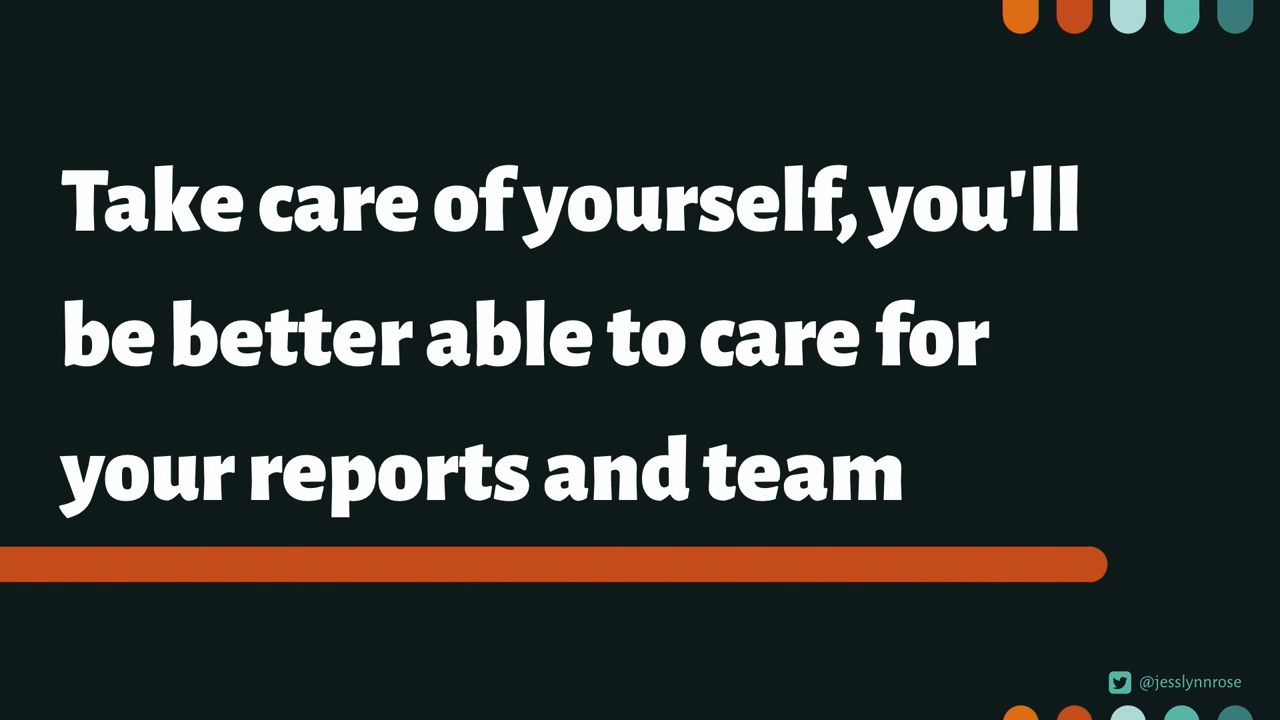 Take care of yourself, you'll
be better able to care for
your reports and team
@jesslynnrose